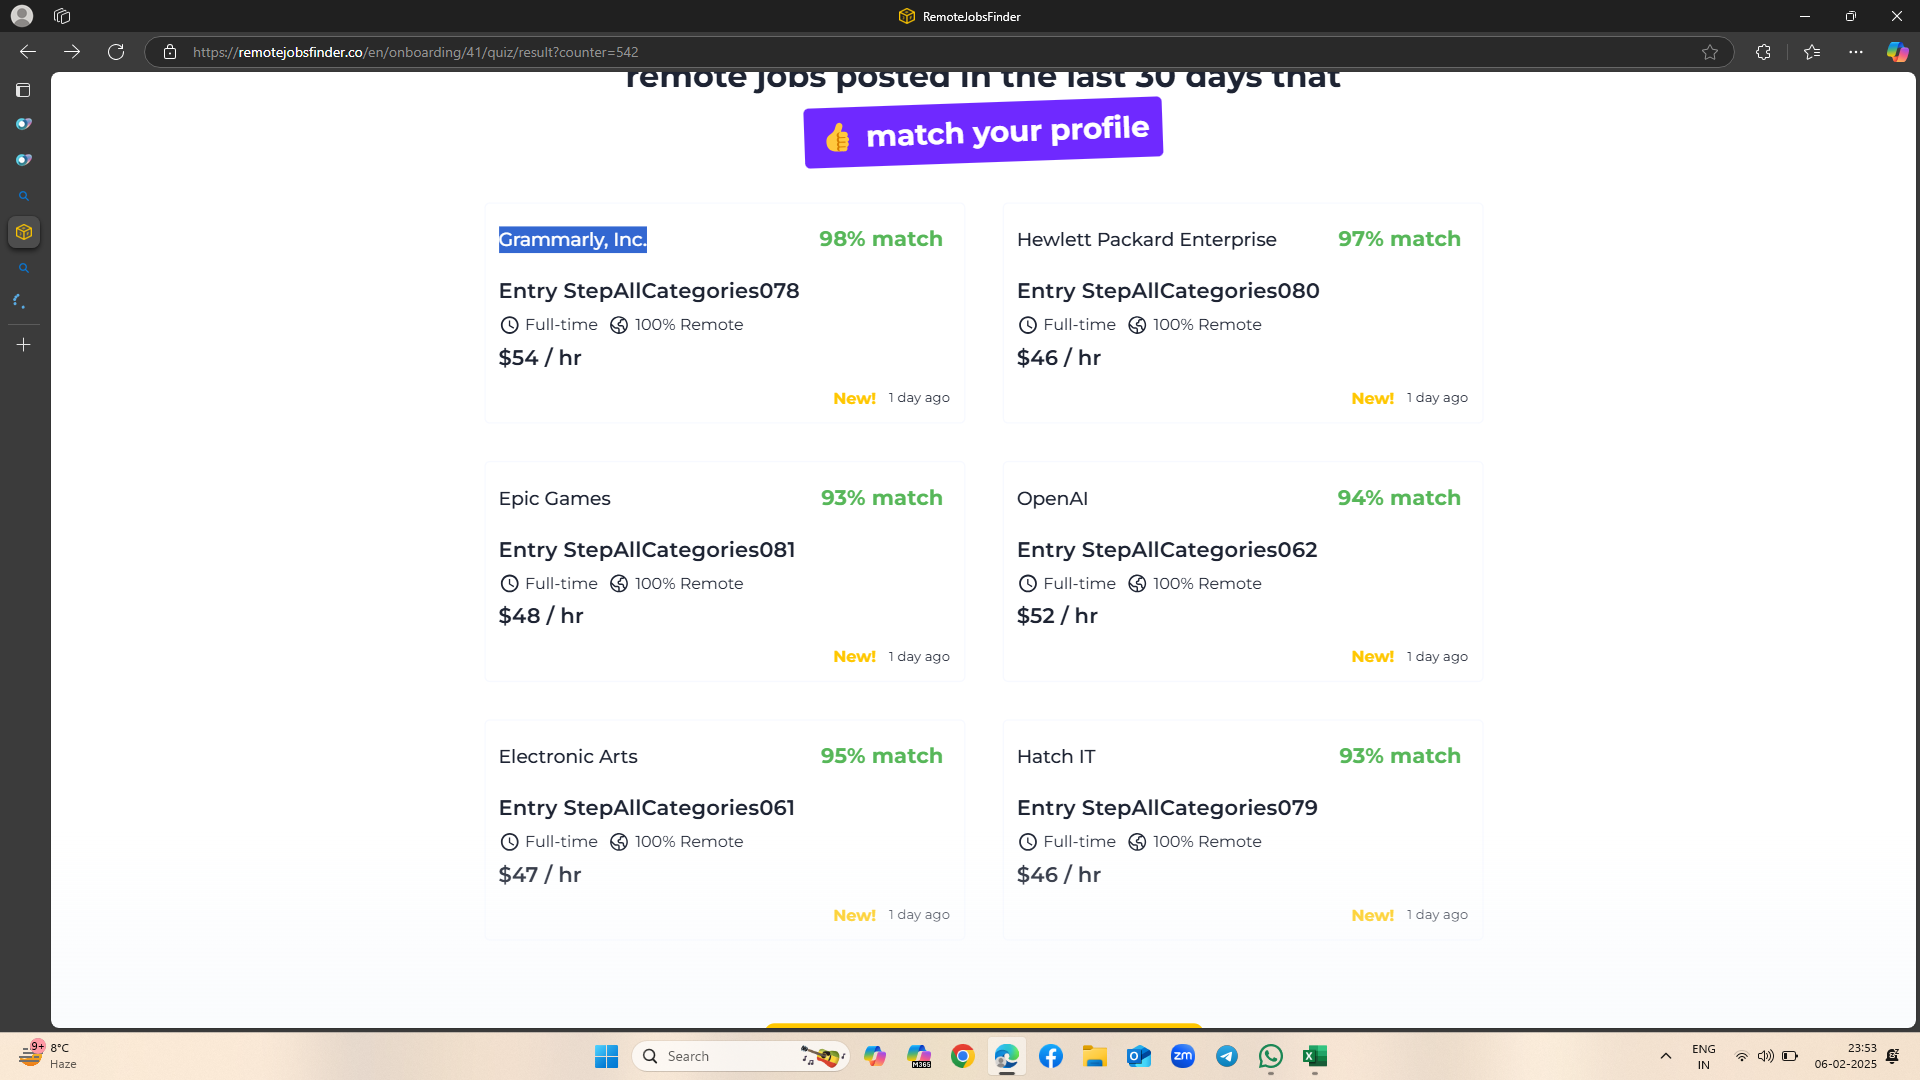 RemoteJobsFinder
https://remotejobsfinder.co/en/onboarding/41/quiz/result?counter=542
remote jobs posted in the last 30 days that
👍 match your profile
Grammarly, Inc. 98% match
Entry StepAllCategories078
Full-time 100% Remote
$54 / hr
New! 1 day ago
Hewlett Packard Enterprise 97% match
Entry StepAllCategories080
Full-time 100% Remote
$46 / hr
New! 1 day ago
Epic Games 93% match
Entry StepAllCategories081
Full-time 100% Remote
$48 / hr
New! 1 day ago
OpenAI 94% match
Entry StepAllCategories062
Full-time 100% Remote
$52 / hr
New! 1 day ago
Electronic Arts 95% match
Entry StepAllCategories061
Full-time 100% Remote
$47 / hr
New! 1 day ago
Hatch IT 93% match
Entry StepAllCategories079
Full-time 100% Remote
$46 / hr
New! 1 day ago
9+
8°C
Haze
Search
M365
zm
ENG
IN
23:53
06-02-2025